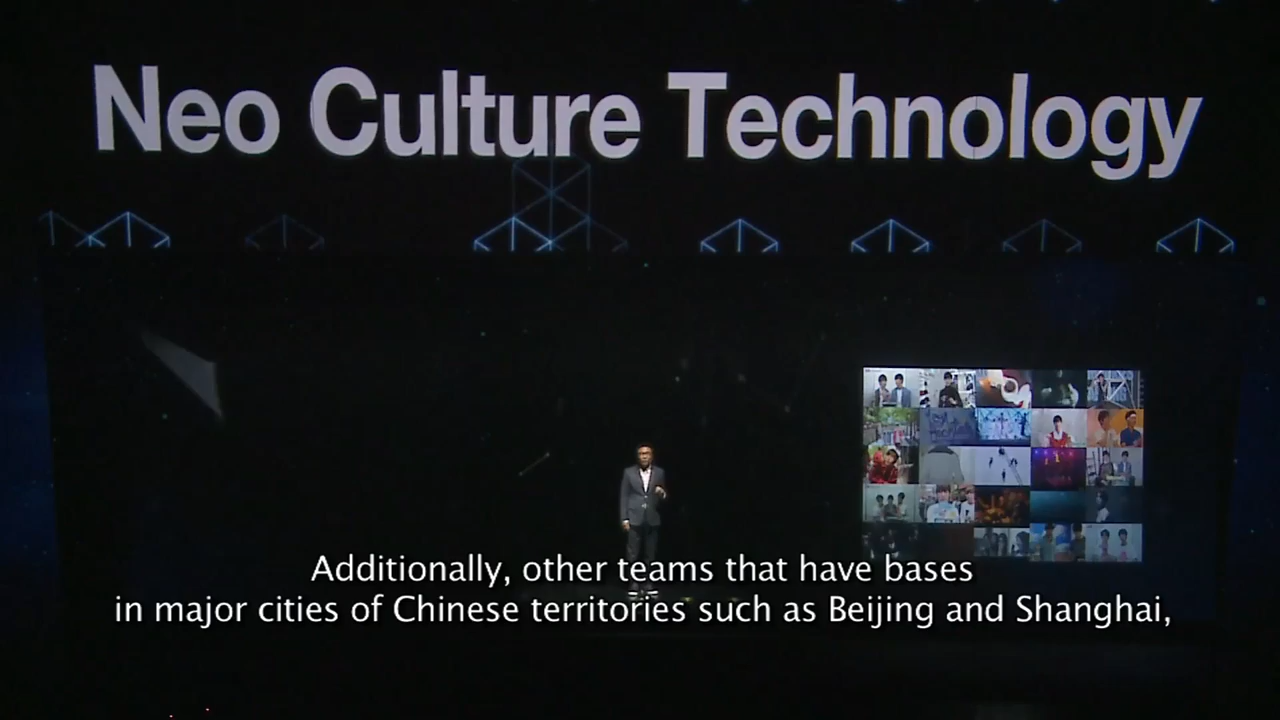 Neo Culture Technology
Additionally, other teams that have bases
in major cities of Chinese territories such as Beijing and Shanghai,